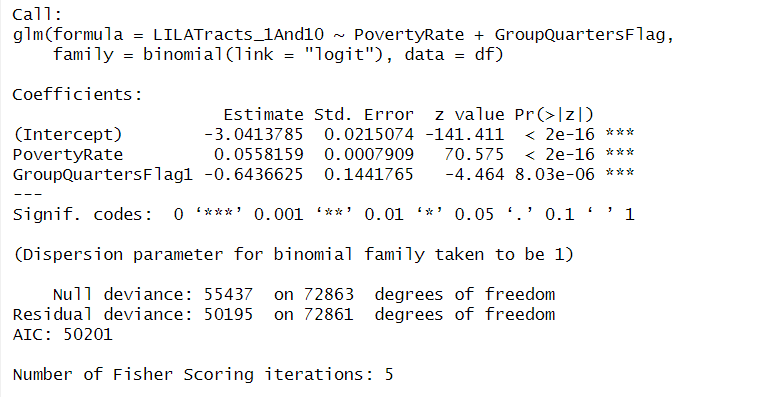 Call:
glm(formula = LILATracts_1And10 ~ PovertyRate + GroupQuartersFlag,
    family = binomial(link = "logit"), data = df)

Coefficients:
                     Estimate Std. Error  z value Pr(>|z|)
(Intercept)        -3.0413785  0.0215074 -141.411  < 2e-16 ***
PovertyRate         0.0558159  0.0007909   70.575  < 2e-16 ***
GroupQuartersFlag1 -0.6436625  0.1441765   -4.464 8.03e-06 ***
---
Signif. codes:  0 ‘***’ 0.001 ‘**’ 0.01 ‘*’ 0.05 ‘.’ 0.1 ‘ ’ 1

(Dispersion parameter for binomial family taken to be 1)

    Null deviance: 55437  on 72863  degrees of freedom
Residual deviance: 50195  on 72861  degrees of freedom
AIC: 50201

Number of Fisher Scoring iterations: 5